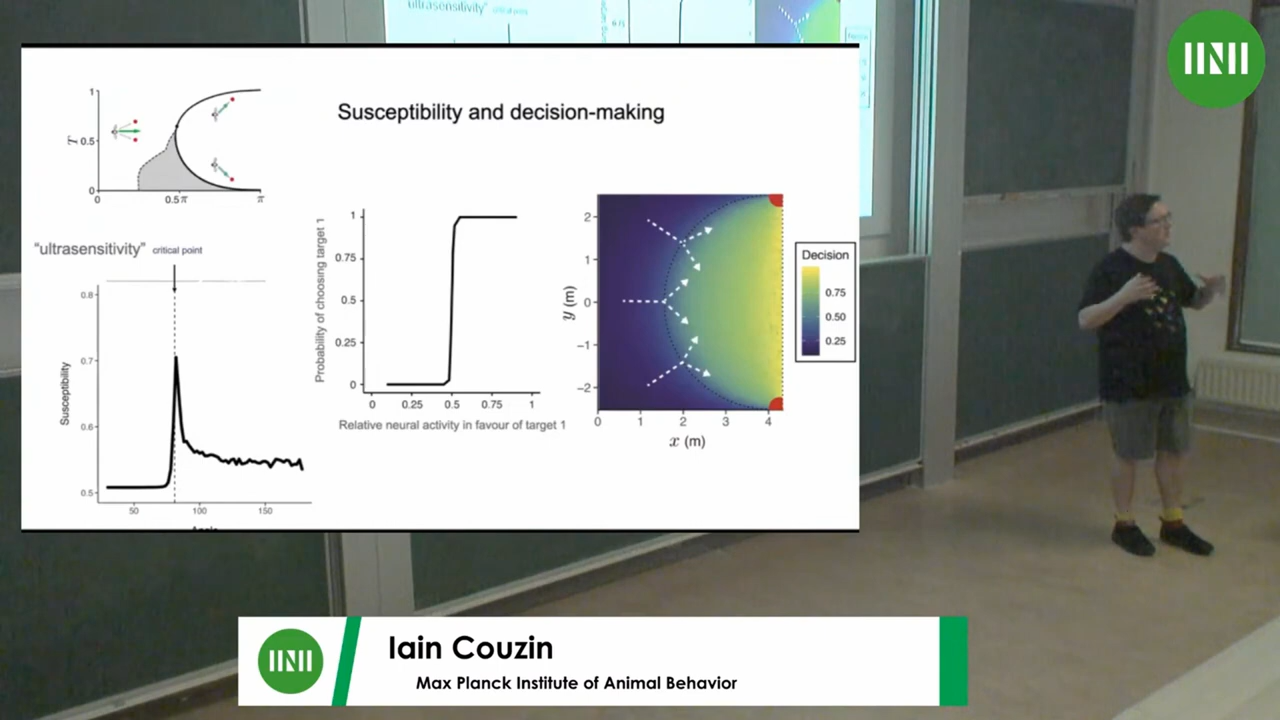 "ultrasensitivity"
IINII
Susceptibility and decision-making
1
T
0.5
0
0
0.5π
π
"ultrasensitivity" critical point
0.8
0.7
0.6
0.5
Susceptibility
50
100
150
Probability of choosing target 1
1
0.75
0.5
0.25
0
0
0.25
0.5
0.75
1
Relative neural activity in favour of target 1
y (m)
2
1
0
−1
−2
0
1
2
3
4
x (m)
Decision
0.75
0.50
0.25
IINII
Iain Couzin
Max Planck Institute of Animal Behavior